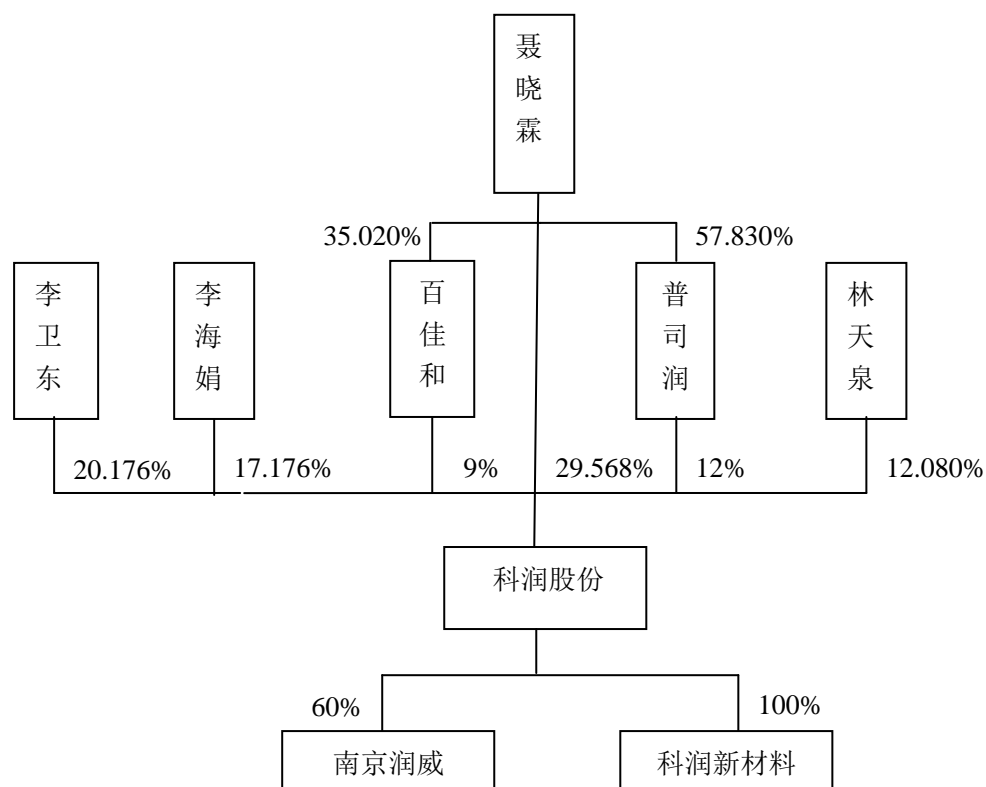 聂晓霖
35.020% 57.830%
李卫东 李海娟 百佳和 普司润 林天泉
20.176% 17.176% 9% 29.568% 12% 12.080%
科润股份
60% 100%
南京润威 科润新材料